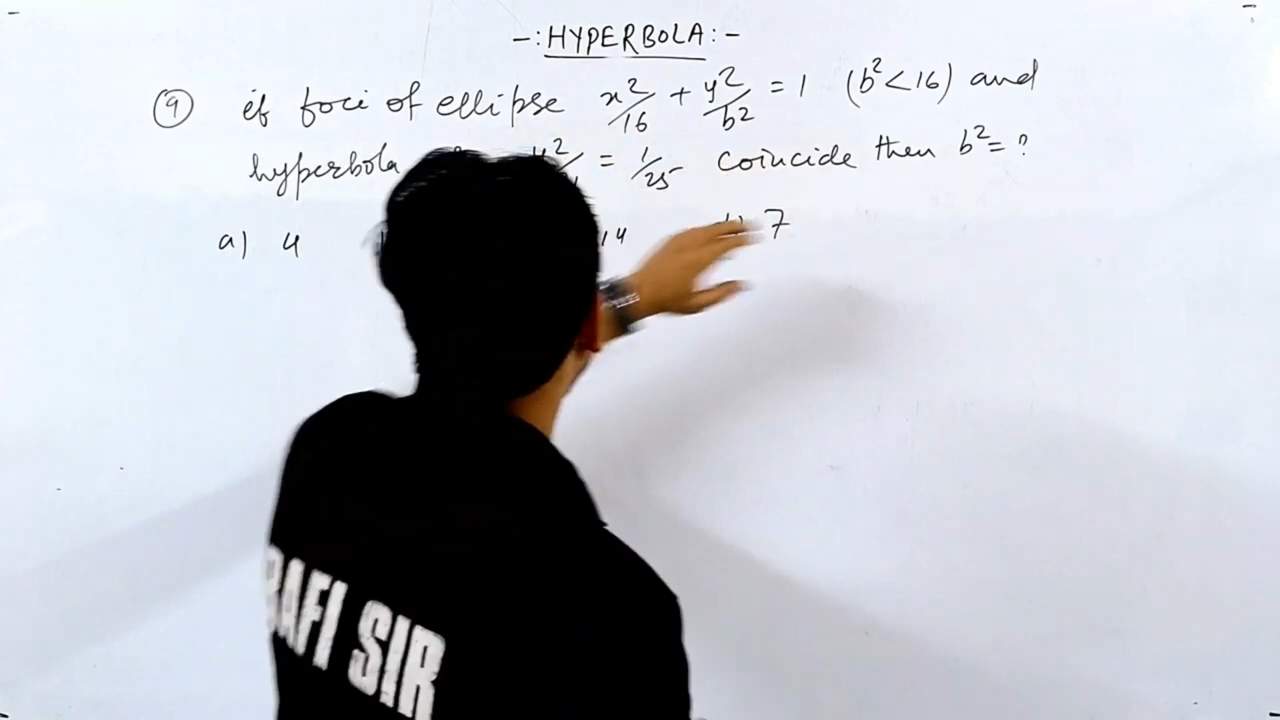 -: HYPERBOLA :-
⑨ if foci of ellipse x²/16 + y²/b² = 1 (b² < 16) and
hyperbola = 1/25 coincide then b² = ?
a) 4 7
RAFI SIR